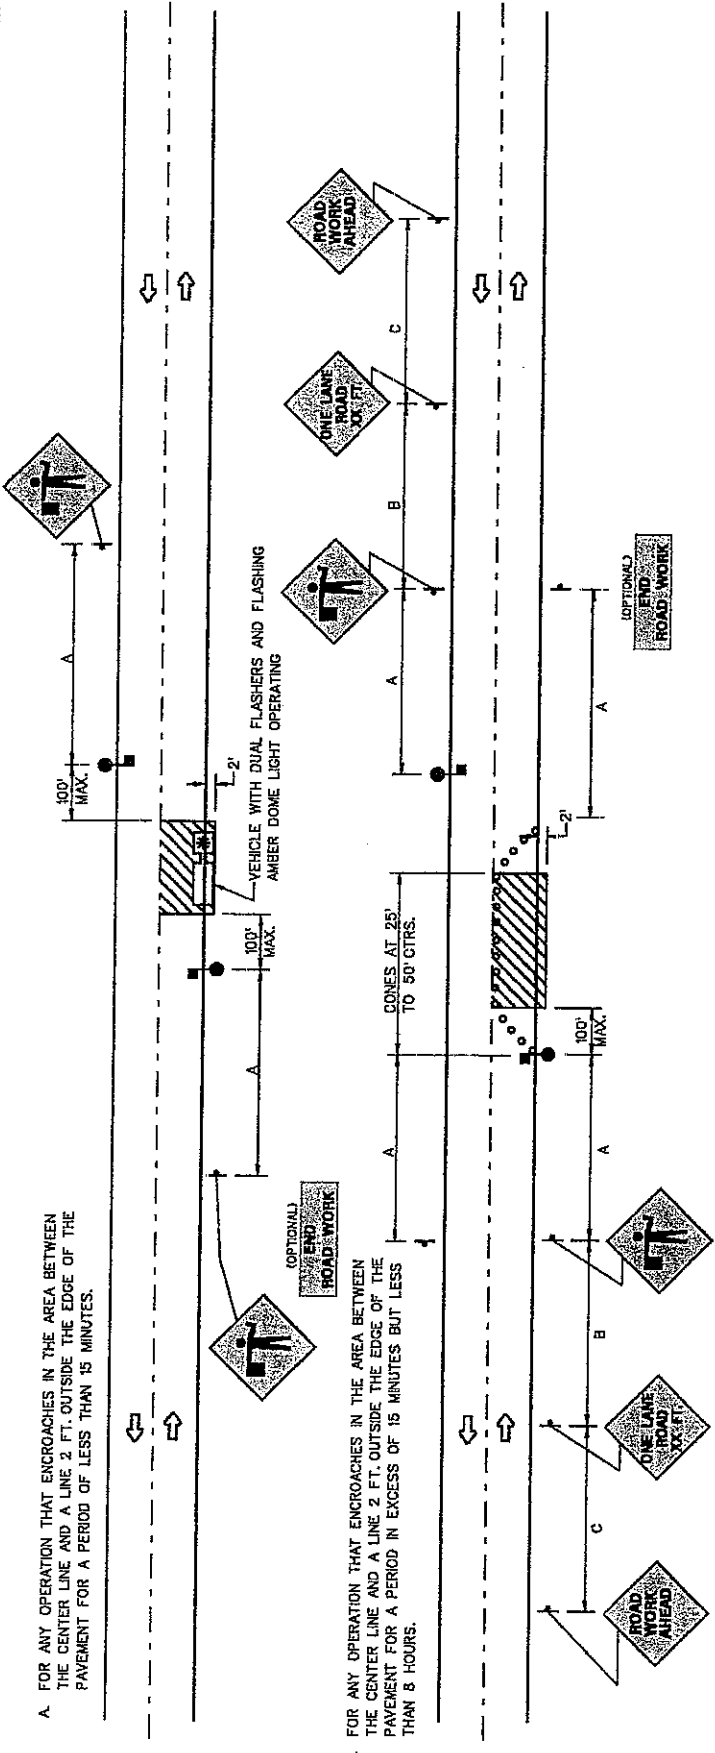 A. FOR ANY OPERATION THAT ENCROACHES IN THE AREA BETWEEN
THE CENTER LINE AND A LINE 2 FT. OUTSIDE THE EDGE OF THE
PAVEMENT FOR A PERIOD OF LESS THAN 15 MINUTES.
A
100'
MAX.
2'
VEHICLE WITH DUAL FLASHERS AND FLASHING
AMBER DOME LIGHT OPERATING
100'
MAX.
A
(OPTIONAL)
END
ROAD WORK
FOR ANY OPERATION THAT ENCROACHES IN THE AREA BETWEEN
THE CENTER LINE AND A LINE 2 FT. OUTSIDE THE EDGE OF THE
PAVEMENT FOR A PERIOD IN EXCESS OF 15 MINUTES BUT LESS
THAN 8 HOURS.
A
CONES AT 25'
TO 50' CTRS.
A
B
C
ONE LANE
ROAD
XX FT
ROAD
WORK
AHEAD
100'
MAX.
2'
A
(OPTIONAL)
END
ROAD WORK
C
B
A
ROAD
WORK
AHEAD
ONE LANE
ROAD
XX FT